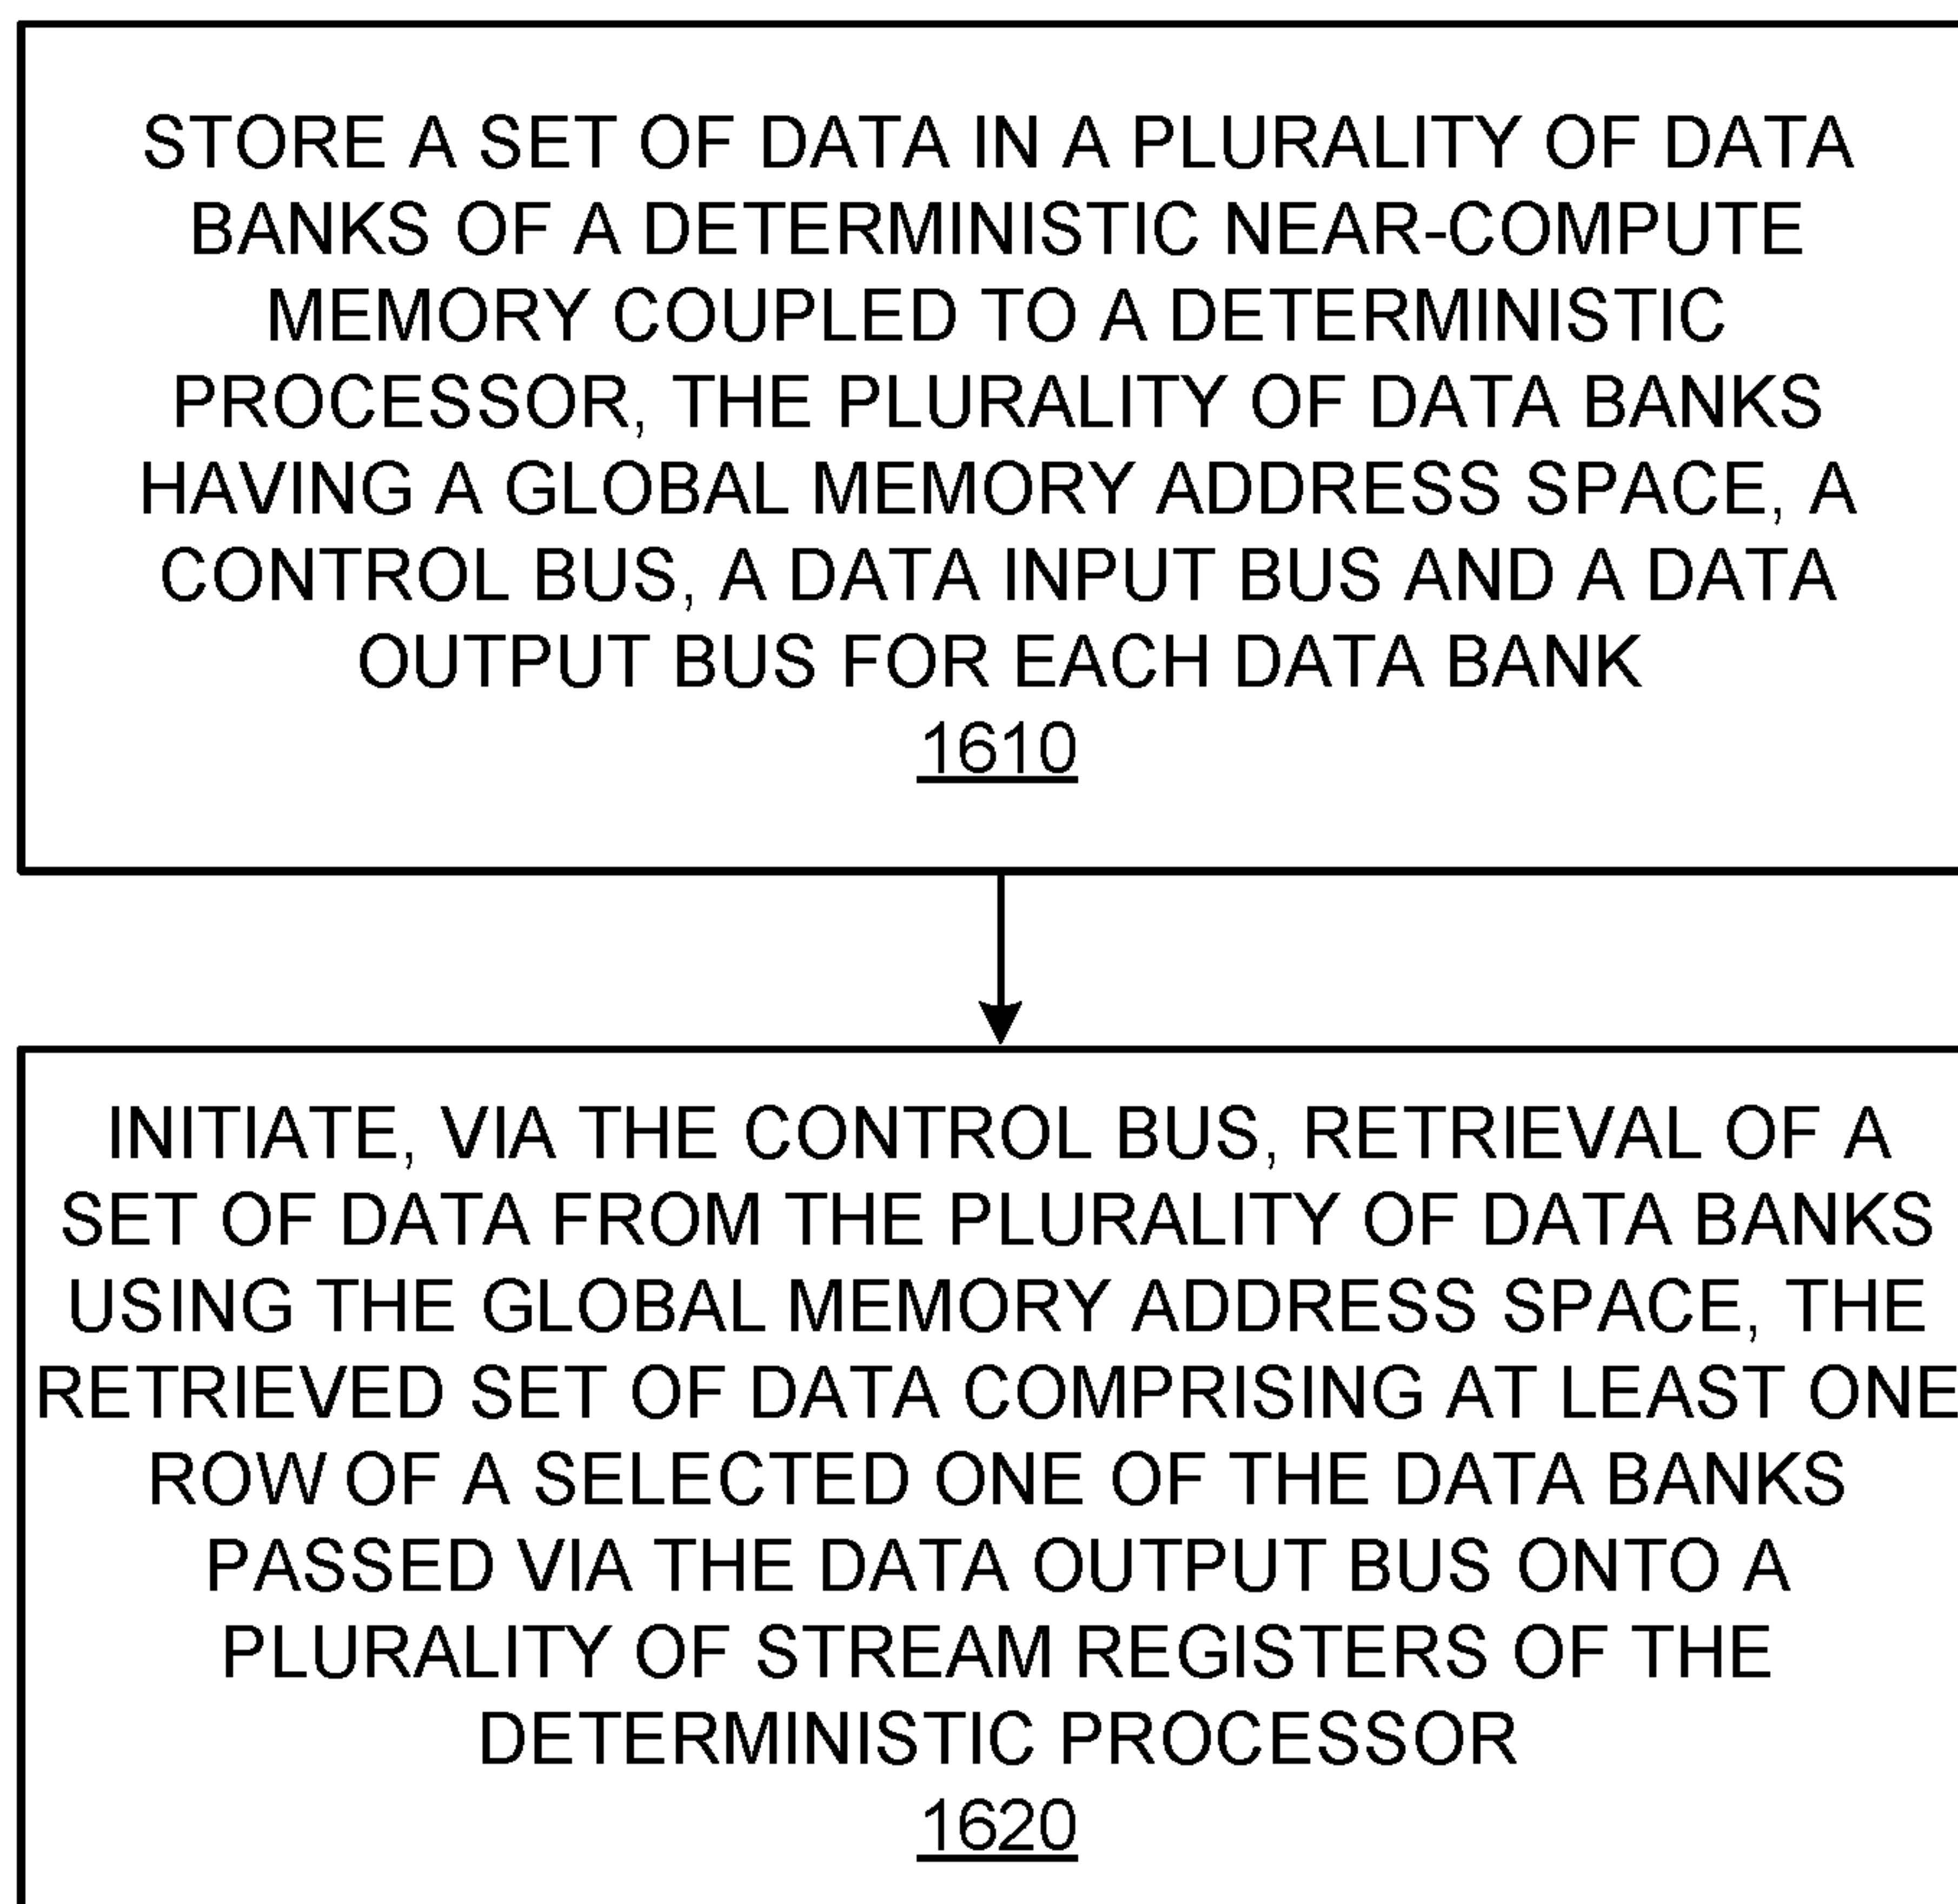 STORE A SET OF DATA IN A PLURALITY OF DATA
BANKS OF A DETERMINISTIC NEAR-COMPUTE
MEMORY COUPLED TO A DETERMINISTIC
PROCESSOR, THE PLURALITY OF DATA BANKS
HAVING A GLOBAL MEMORY ADDRESS SPACE, A
CONTROL BUS, A DATA INPUT BUS AND A DATA
OUTPUT BUS FOR EACH DATA BANK
1610
INITIATE, VIA THE CONTROL BUS, RETRIEVAL OF A
SET OF DATA FROM THE PLURALITY OF DATA BANKS
USING THE GLOBAL MEMORY ADDRESS SPACE, THE
RETRIEVED SET OF DATA COMPRISING AT LEAST ONE
ROW OF A SELECTED ONE OF THE DATA BANKS
PASSED VIA THE DATA OUTPUT BUS ONTO A
PLURALITY OF STREAM REGISTERS OF THE
DETERMINISTIC PROCESSOR
1620